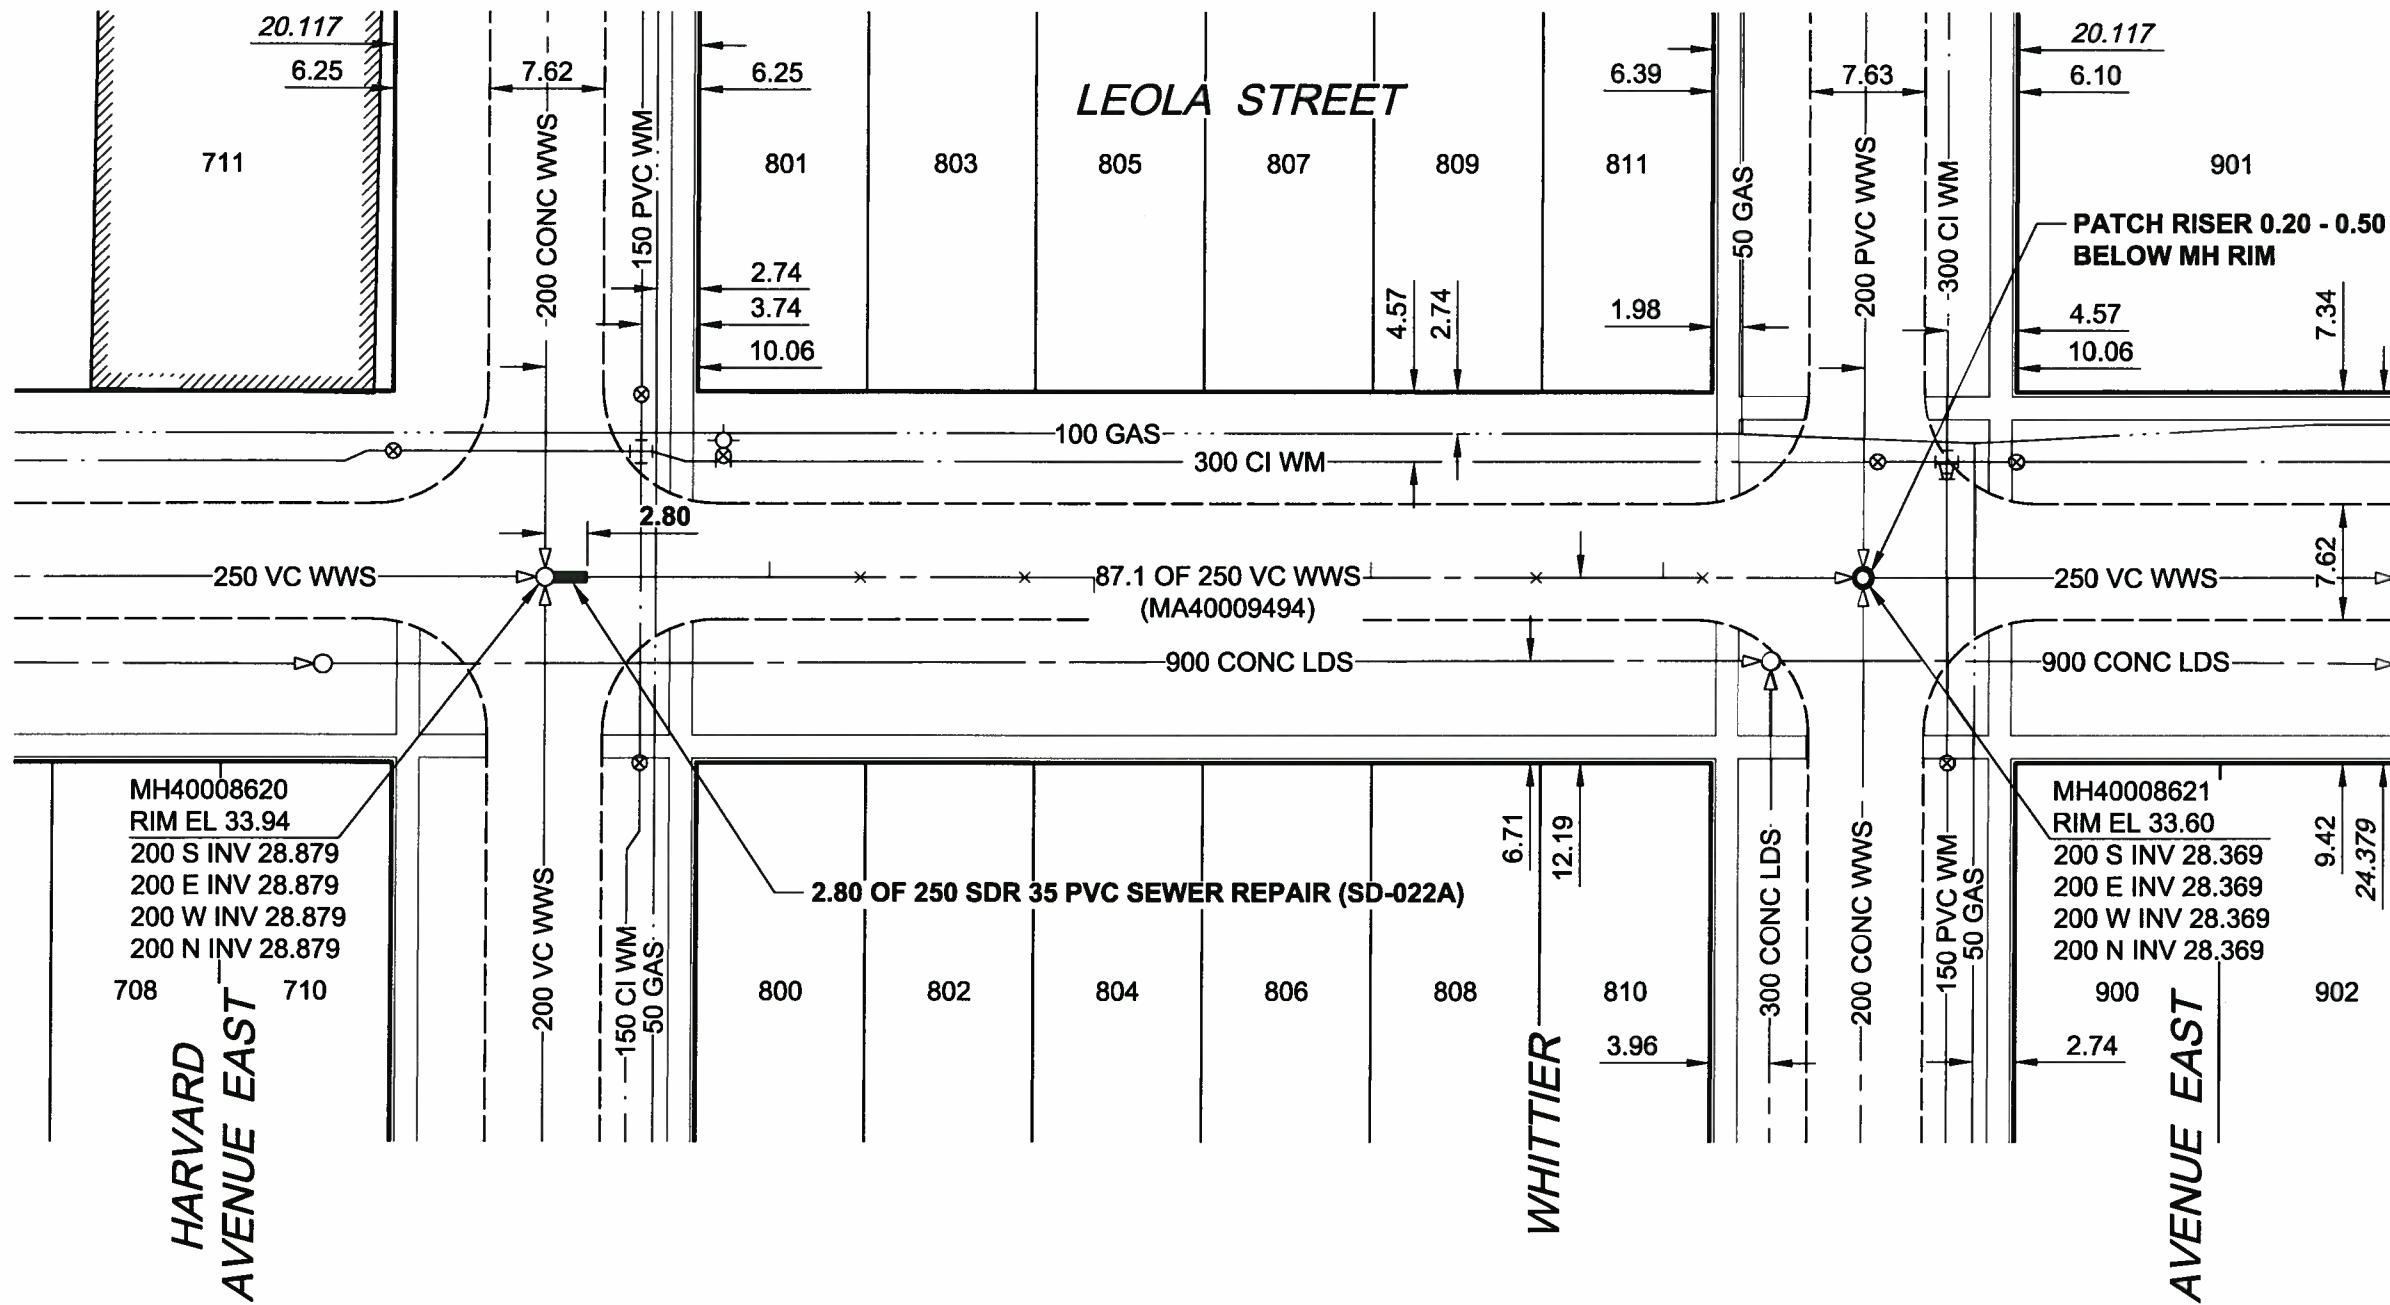 20.117
6.25
7.62
6.25
LEOLA STREET
6.39
7.63
20.117
6.10
711
200 CONC WWS
150 PVC WM
801
803
805
807
809
811
50 GAS
200 PVC WWS
300 CI WM
901
PATCH RISER 0.20 - 0.50
BELOW MH RIM
2.74
3.74
10.06
4.57
2.74
1.98
4.57
10.06
7.34
100 GAS
300 CI WM
2.80
250 VC WWS
87.1 OF 250 VC WWS
(MA40009494)
250 VC WWS
7.62
900 CONC LDS
900 CONC LDS
MH40008620
RIM EL 33.94
200 S INV 28.879
200 E INV 28.879
200 W INV 28.879
200 N INV 28.879
708
710
HARVARD
AVENUE EAST
200 VC WWS
150 CI WM
50 GAS
2.80 OF 250 SDR 35 PVC SEWER REPAIR (SD-022A)
800
802
804
806
808
810
6.71
12.19
3.96
WHITTIER
300 CONC LDS
200 CONC WWS
150 PVC WM
50 GAS
MH40008621
RIM EL 33.60
200 S INV 28.369
200 E INV 28.369
200 W INV 28.369
200 N INV 28.369
9.42
24.379
900
902
2.74
AVENUE EAST